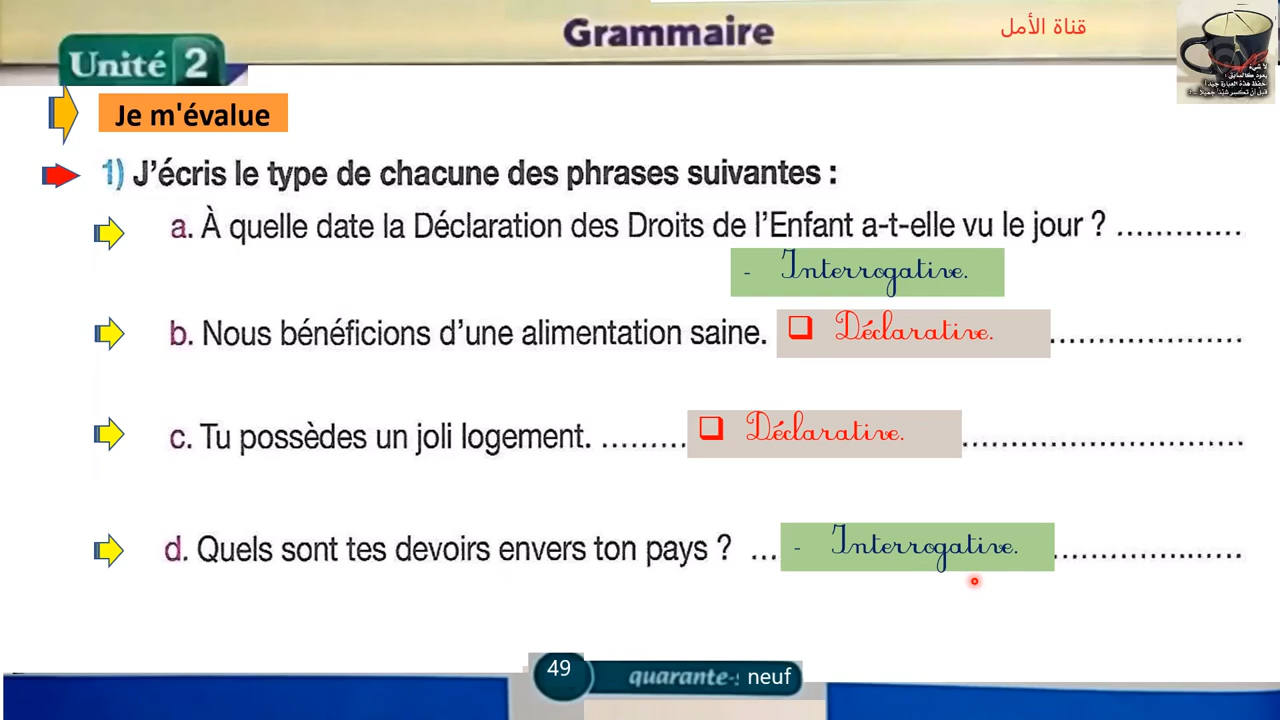 Grammaire
قناة الأمل
Unité 2
Je m'évalue
1) J'écris le type de chacune des phrases suivantes :
a. À quelle date la Déclaration des Droits de l'Enfant a-t-elle vu le jour ? .............
- Interrogative.
b. Nous bénéficions d'une alimentation saine. ❑ Déclarative. ....................
c. Tu possèdes un joli logement. ......... ❑ Déclarative. .............................
d. Quels sont tes devoirs envers ton pays ? ... - Interrogative. ....................
49 quarante- neuf